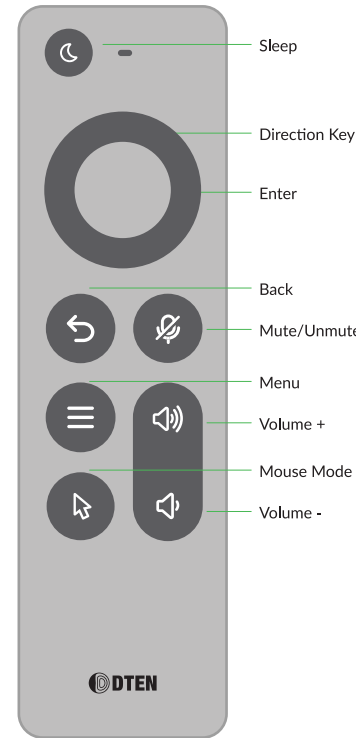 Sleep
Direction Key
Enter
Back
Mute/Unmute
Menu
Volume +
Mouse Mode
Volume -
DTEN